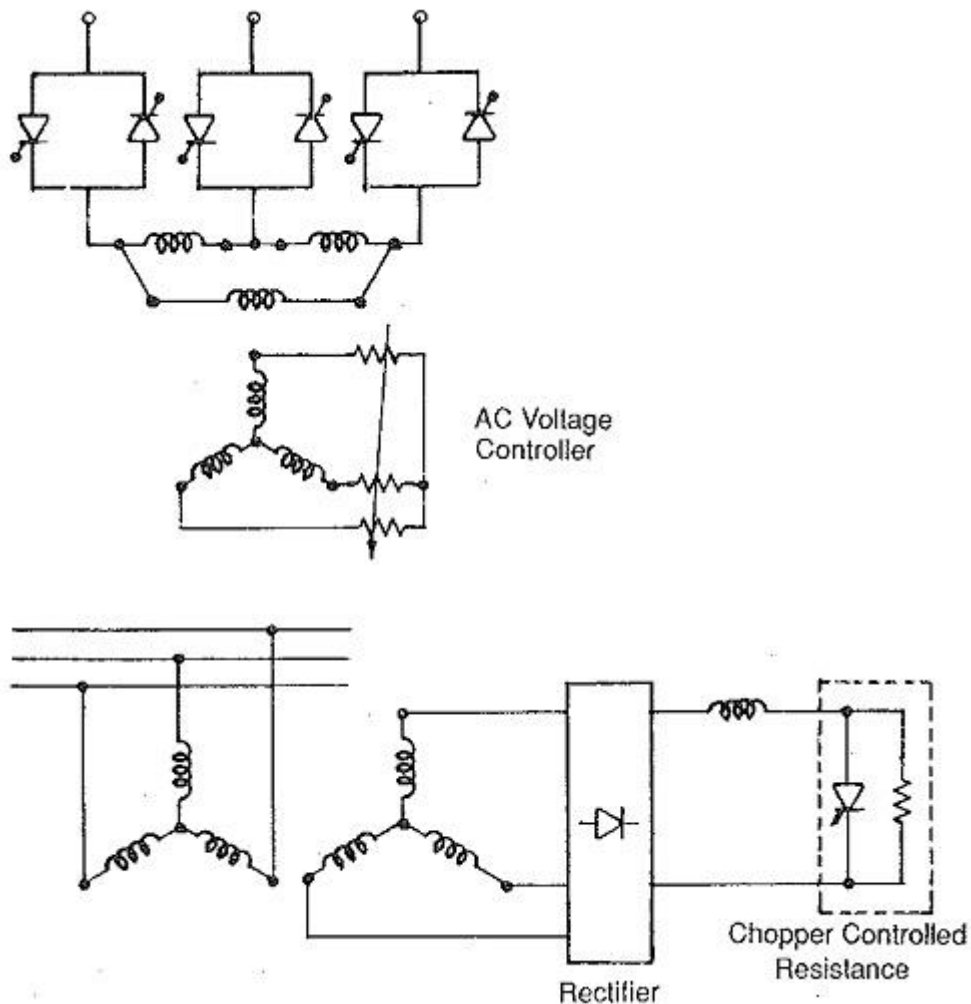 AC Voltage
Controller
Chopper Controlled
Resistance
Rectifier